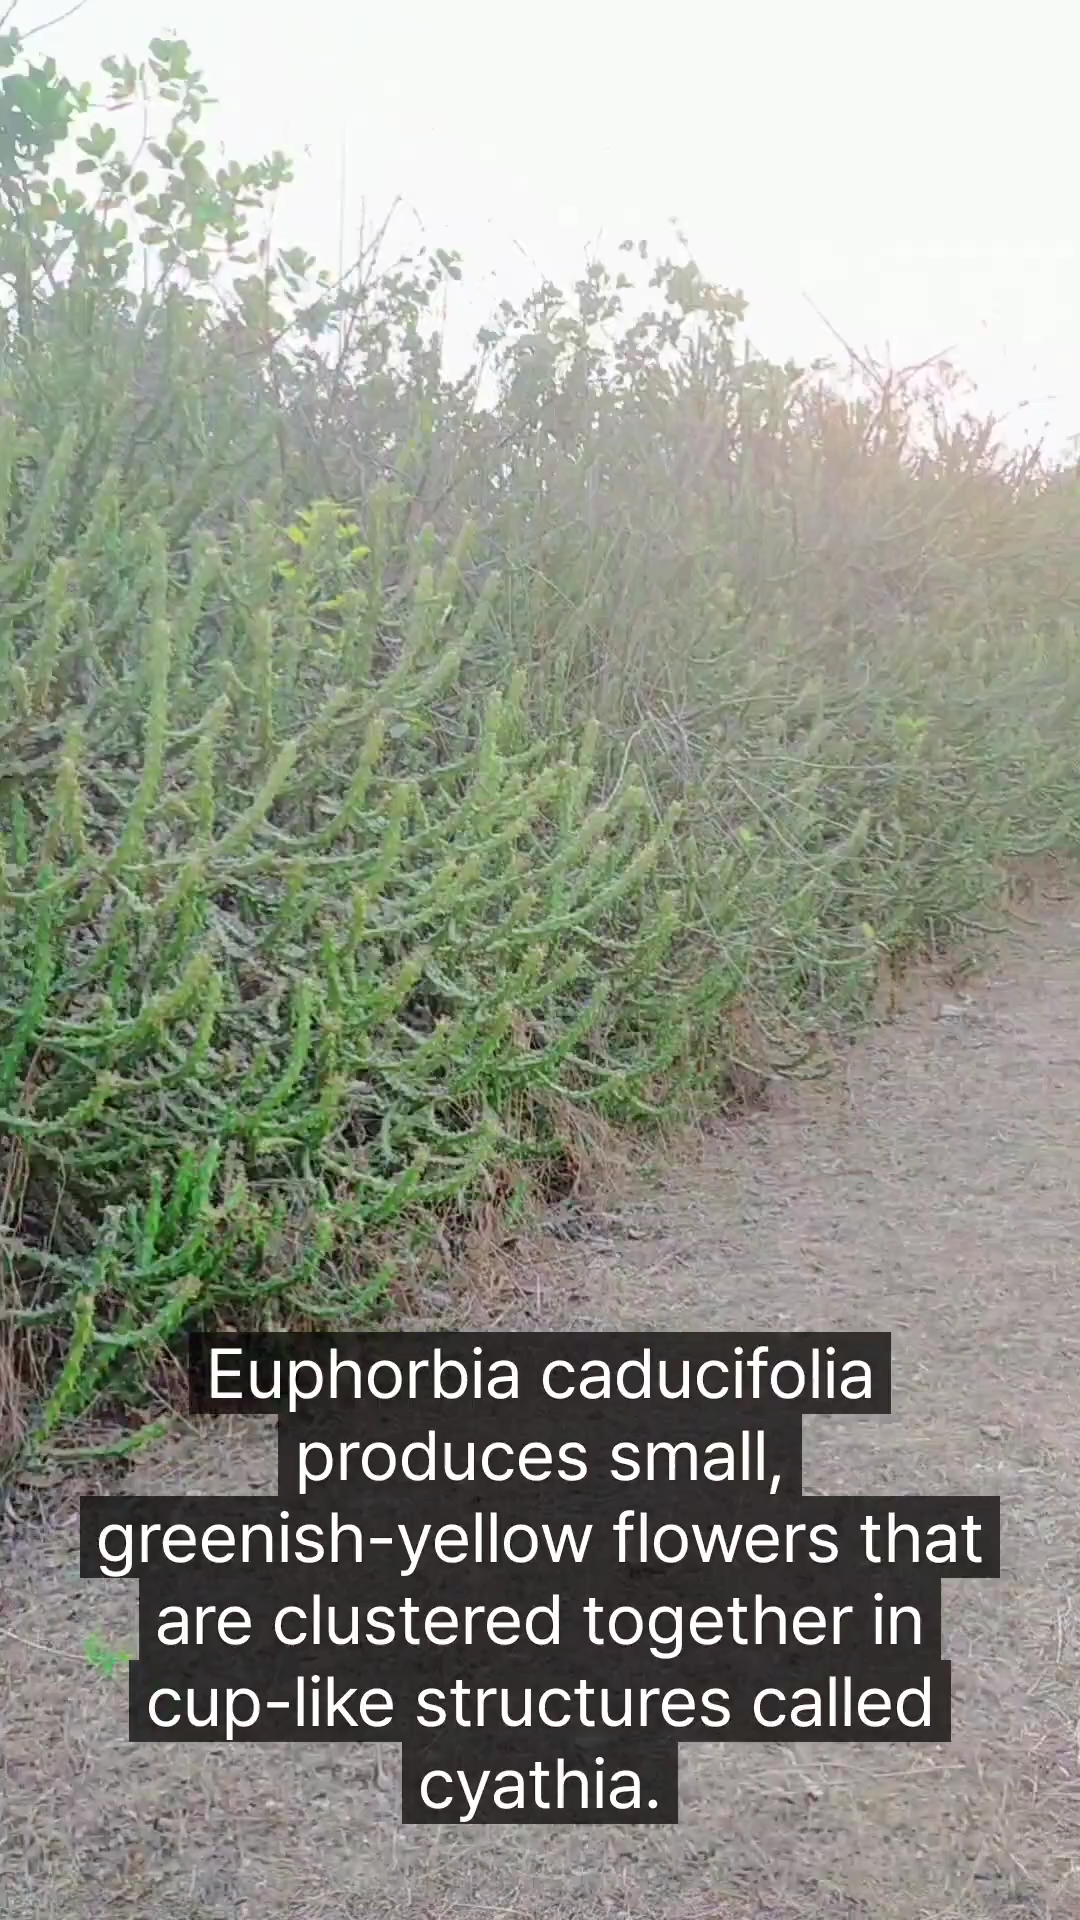 Euphorbia caducifolia
produces small,
greenish-yellow flowers that
are clustered together in
cup-like structures called
cyathia.